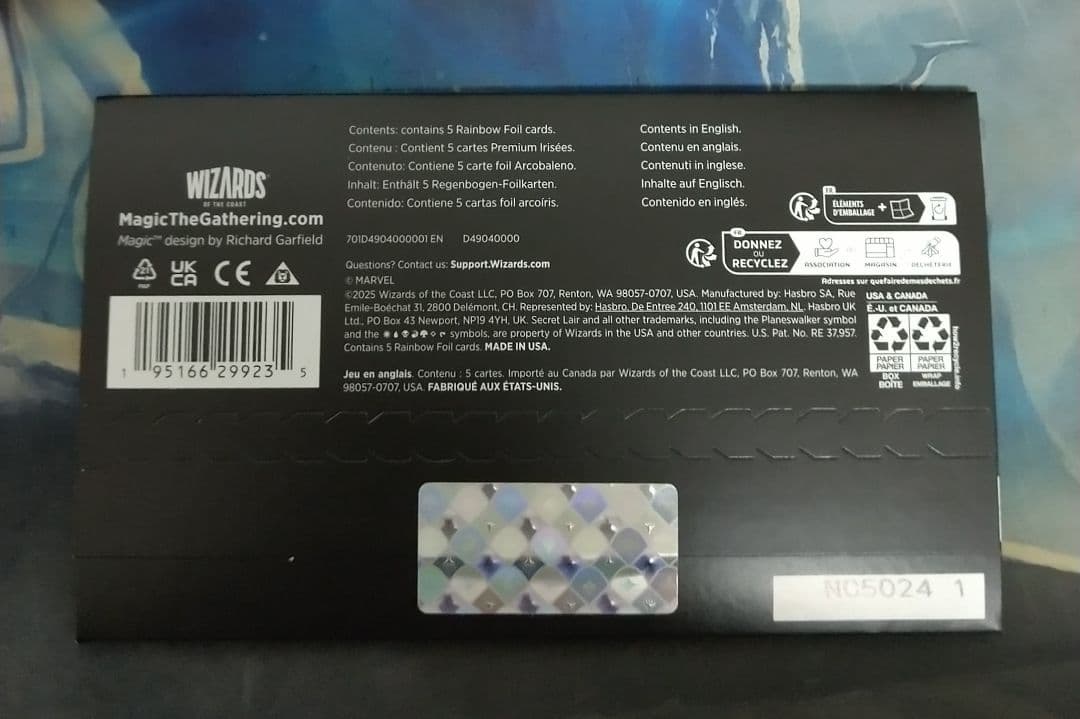 WIZARDS
OF THE COAST
MagicTheGathering.com
Magic™ design by Richard Garfield
21
PAP
UK
CA
CE
1 95166 29923 5
Contents: contains 5 Rainbow Foil cards.
Contenu : Contient 5 cartes Premium Irisées.
Contenuto: Contiene 5 carte foil Arcobaleno.
Inhalt: Enthält 5 Regenbogen-Foilkarten.
Contenido: Contiene 5 cartas foil arcoíris.
Contents in English.
Contenu en anglais.
Contenuti in inglese.
Inhalte auf Englisch.
Contenido en inglés.
701D4904000001 EN D49040000
Questions? Contact us: Support.Wizards.com
© MARVEL
©2025 Wizards of the Coast LLC, PO Box 707, Renton, WA 98057-0707, USA. Manufactured by: Hasbro SA, Rue
Emile-Boéchat 31, 2800 Delémont, CH. Represented by: Hasbro, De Entree 240, 1101 EE Amsterdam, NL. Hasbro UK
Ltd., PO Box 43 Newport, NP19 4YH, UK. Secret Lair and all other trademarks, including the Planeswalker symbol
and the symbols, are property of Wizards in the USA and other countries. U.S. Pat. No. RE 37,957.
Contains 5 Rainbow Foil cards. MADE IN USA.
Jeu en anglais. Contenu : 5 cartes. Importé au Canada par Wizards of the Coast LLC, PO Box 707, Renton, WA
98057-0707, USA. FABRIQUÉ AUX ÉTATS-UNIS.
FR
ÉLÉMENTS
D'EMBALLAGE +
FR
DONNEZ
OU
RECYCLEZ
ASSOCIATION
MAGASIN
DÉCHÈTERIE
Adresses sur quefairedemesdechets.fr
USA & CANADA
É.-U. et CANADA
PAPER
PAPIER
BOX
BOÎTE
PAPER
PAPIER
WRAP
EMBALLAGE
how2recycle.info
NC5024 1